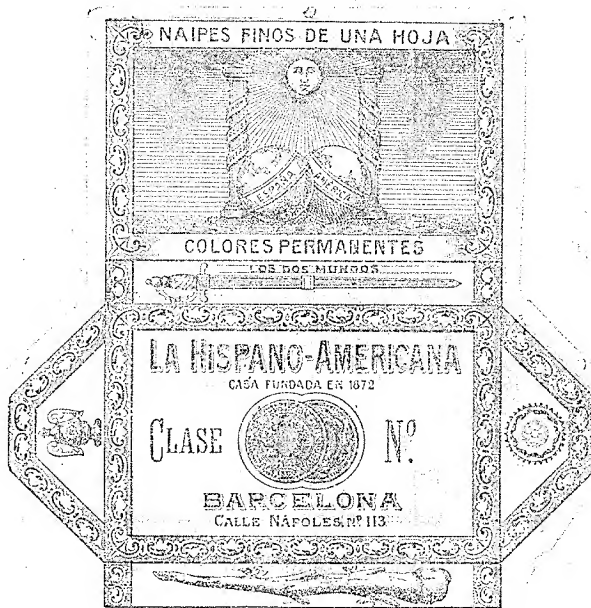 NAIPES FINOS DE UNA HOJA
ESPAÑA
AMERICA
COLORES PERMANENTES
LOS DOS MUNDOS
LA HISPANO-AMERICANA
CASA FUNDADA EN 1872
CLASE Nº
BARCELONA
CALLE NÁPOLES, Nº 113